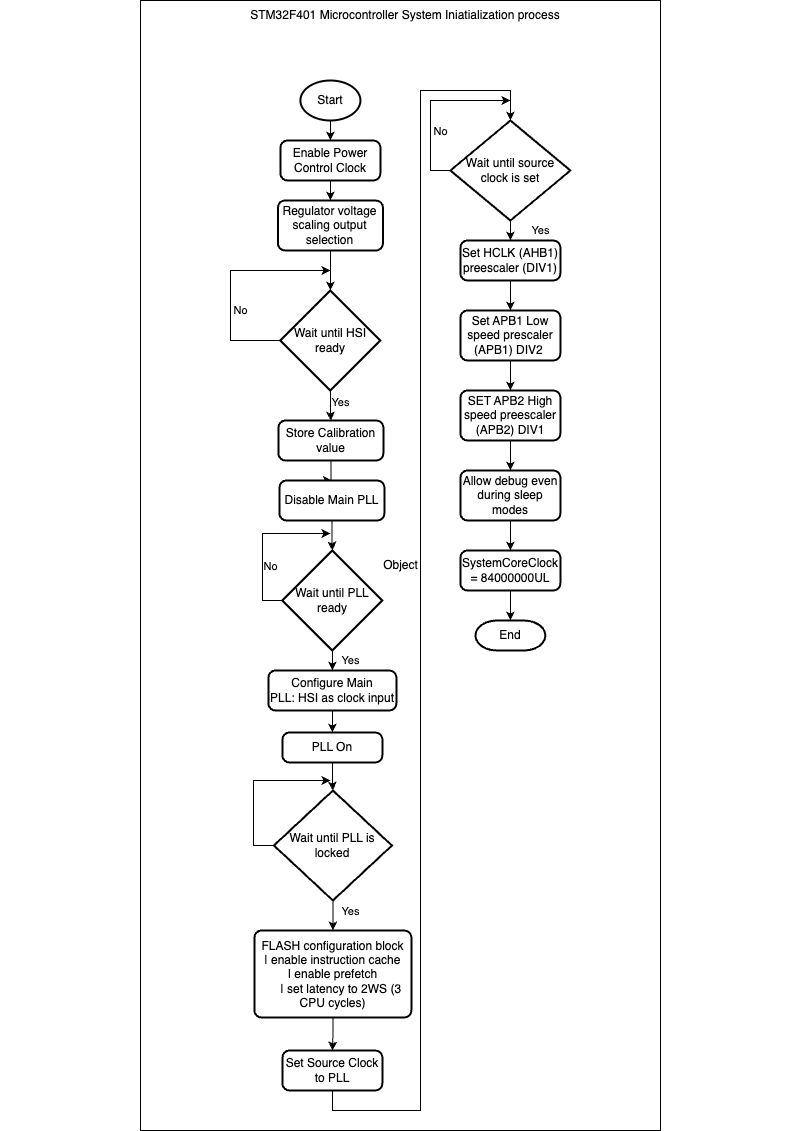 STM32F401 Microcontroller System Iniatialization process
Start
Enable Power
Control Clock
Regulator voltage
scaling output
selection
No
Wait until HSI
ready
Yes
Store Calibration
value
Disable Main PLL
No
Wait until PLL
ready
Yes
Configure Main
PLL: HSI as clock input
PLL On
Wait until PLL is
locked
Yes
FLASH configuration block
| enable instruction cache
| enable prefetch
| set latency to 2WS (3
CPU cycles)
Set Source Clock
to PLL
Object
No
Wait until source
clock is set
Yes
Set HCLK (AHB1)
preescaler (DIV1)
Set APB1 Low
speed prescaler
(APB1) DIV2
SET APB2 High
speed preescaler
(APB2) DIV1
Allow debug even
during sleep
modes
SystemCoreClock
= 84000000UL
End